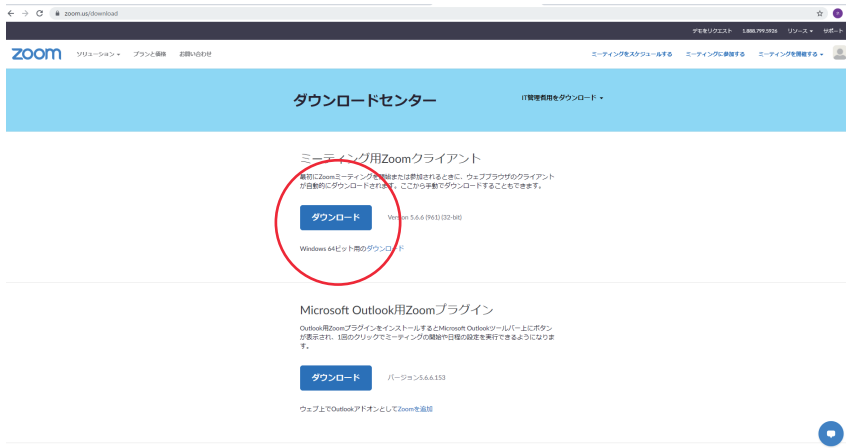 zoom.us/download
デモをリクエスト 1.888.799.5926 リソース サポート
zoom ソリューション プランと価格 お問い合わせ ミーティングをスケジュールする ミーティングに参加する ミーティングを開催する
ダウンロードセンター IT管理者用をダウンロード
ミーティング用Zoomクライアント
最初にZoomミーティングを開始または参加されるときに、ウェブブラウザのクライアント
が自動的にダウンロードされます。ここから手動でダウンロードすることもできます。
ダウンロード Version 5.6.6 (961) (32-bit)
Windows 64ビット用のダウンロード
Microsoft Outlook用Zoomプラグイン
Outlook用ZoomプラグインをインストールするとMicrosoft Outlookツールバー上にボタン
が表示され、1回のクリックでミーティングの開始や日程の設定を実行できるようになりま
す。
ダウンロード バージョン5.6.6.153
ウェブ上でOutlookアドオンとしてZoomを追加